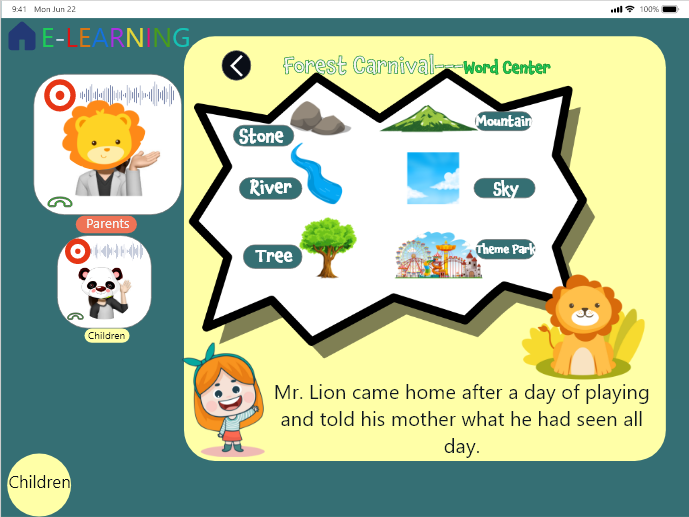 9:41 Mon Jun 22
100%
E-LEARNING
Forest Carnival---Word Center
Stone
Mountain
River
Sky
Tree
Theme Park
Parents
Children
Mr. Lion came home after a day of playing
and told his mother what he had seen all
day.
Children